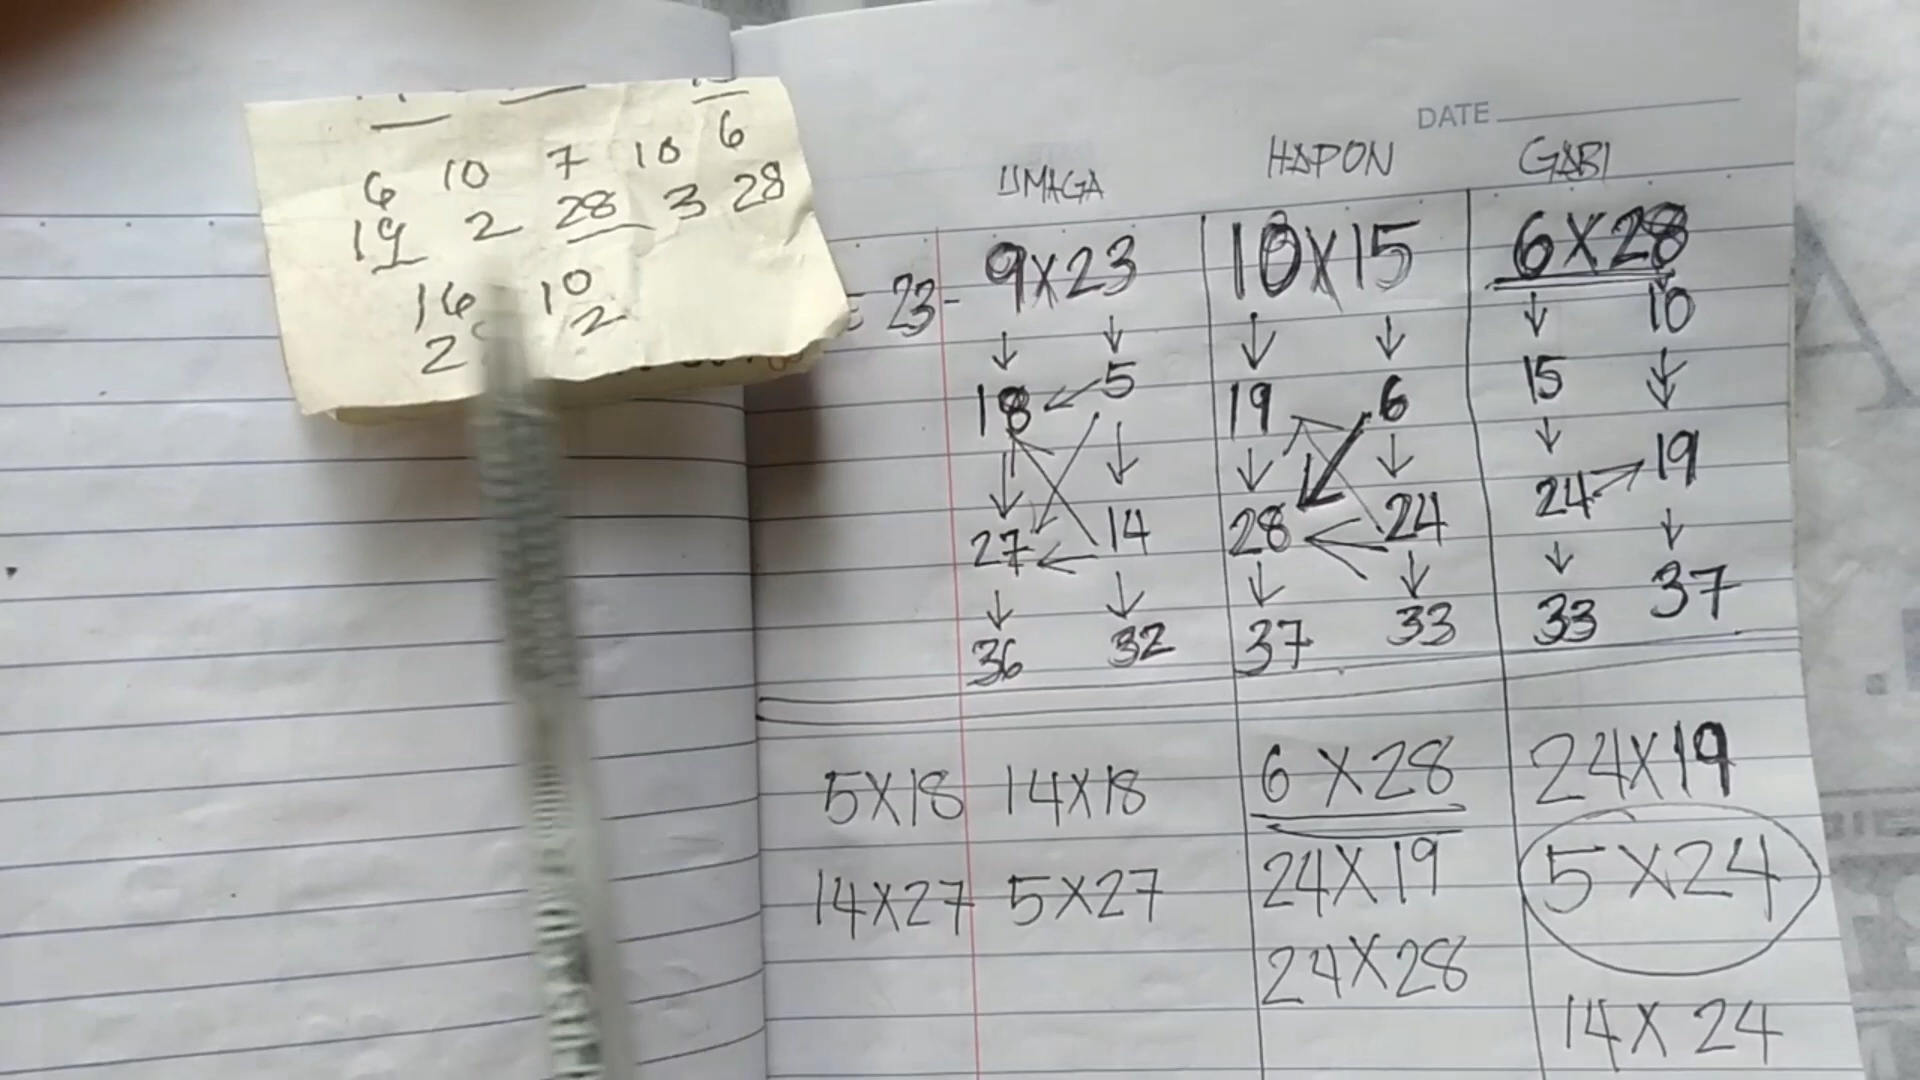 6 10 7 10 6
19 2 28 3 28
16 10
2 2
DATE
UMAGA HAPON GABI
23- 9X23 10X15 6X28
10
18 5 19 6 15
19
27 14 28 24 24
36 32 37 33 33 37
5X18 14X18 6X28 24X19
14X27 5X27 24X19 5X24
24X28
14X24